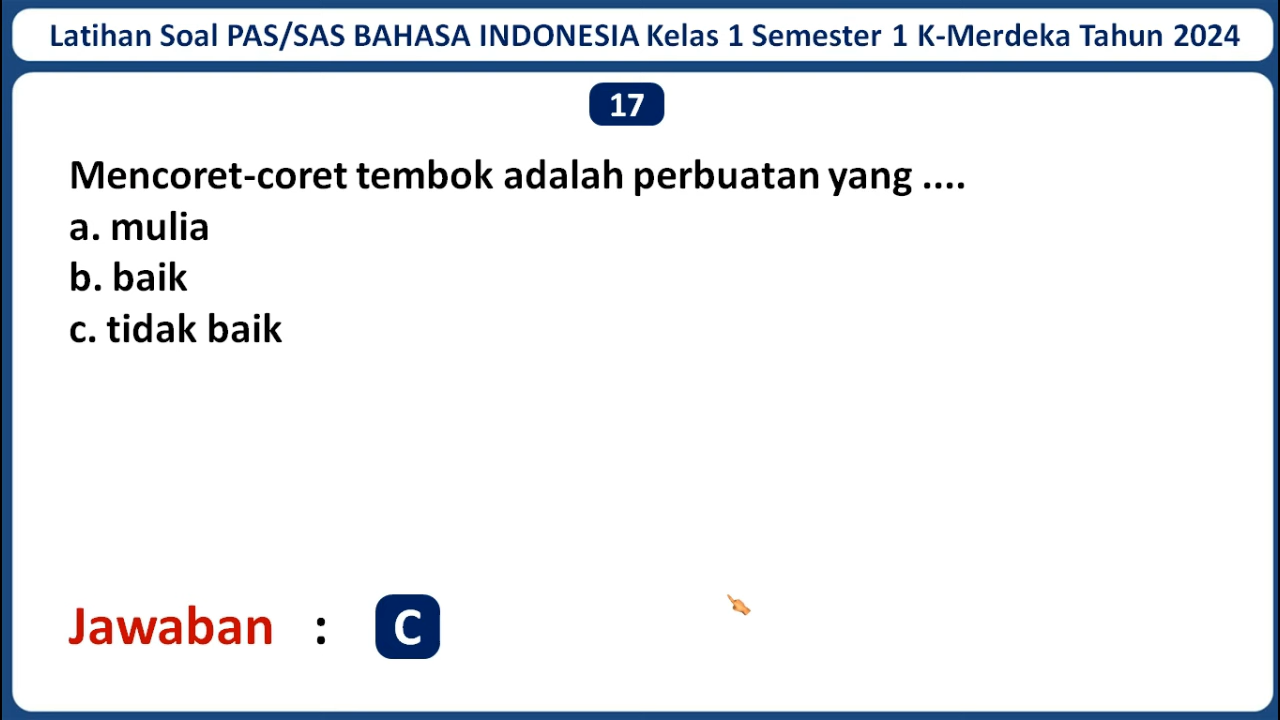 Latihan Soal PAS/SAS BAHASA INDONESIA Kelas 1 Semester 1 K-Merdeka Tahun 2024
17
Mencoret-coret tembok adalah perbuatan yang ....
a. mulia
b. baik
c. tidak baik
Jawaban : C